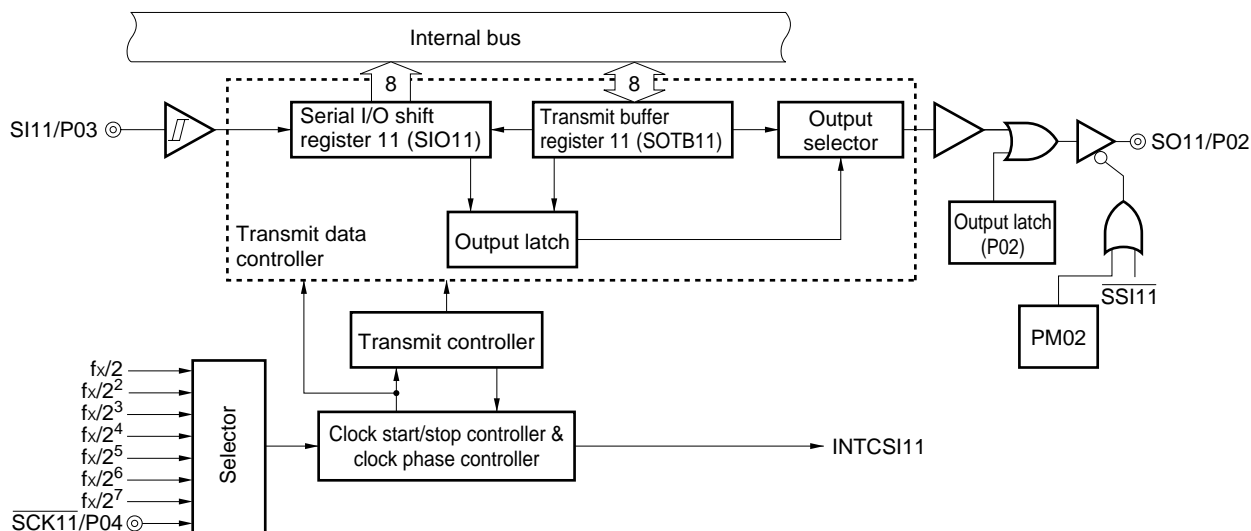 Internal bus
8
8
SI11/P03
Serial I/O shift
register 11 (SIO11)
Transmit buffer
register 11 (SOTB11)
Output
selector
SO11/P02
Output latch
Transmit data
controller
Output latch
(P02)
SSI11
PM02
Transmit controller
fX/2
fX/2²
fX/2³
fX/2⁴
fX/2⁵
fX/2⁶
fX/2⁷
SCK11/P04
Selector
Clock start/stop controller &
clock phase controller
INTCSI11